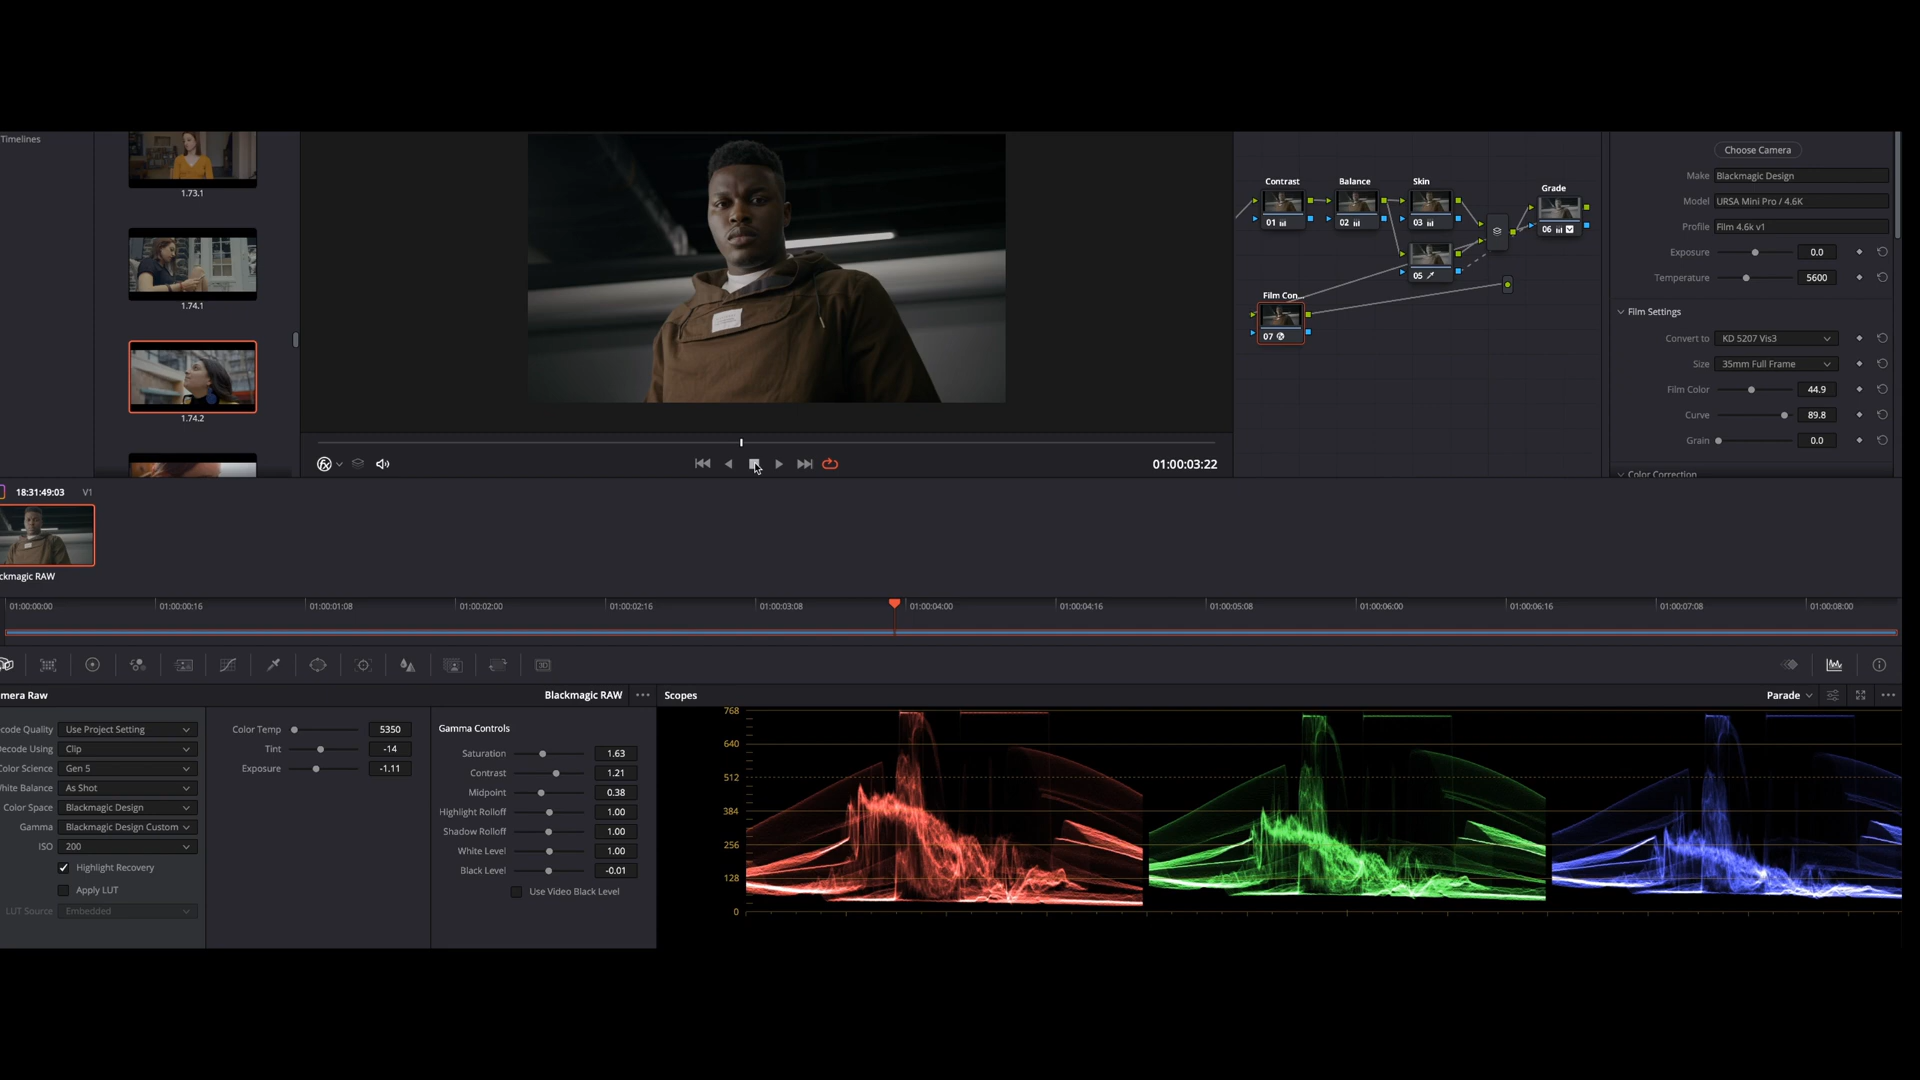 Timelines
1.73.1
1.74.1
1.74.2
01:00:03:22
Contrast
Balance
Skin
Grade
01
02
03
06
05
Film Con...
07
Choose Camera
Make Blackmagic Design
Model URSA Mini Pro / 4.6K
Profile Film 4.6k v1
Exposure 0.0
Temperature 5600
Film Settings
Convert to KD 5207 Vis3
Size 35mm Full Frame
Film Color 44.9
Curve 89.8
Grain 0.0
Color Correction
18:31:49:03 V1
ckmagic RAW
01:00:00:00 01:00:00:16 01:00:01:08 01:00:02:00 01:00:02:16 01:00:03:08 01:00:04:00 01:00:04:16 01:00:05:08 01:00:06:00 01:00:06:16 01:00:07:08 01:00:08:00
3D
mera Raw
Blackmagic RAW
code Quality Use Project Setting
ecode Using Clip
olor Science Gen 5
hite Balance As Shot
Color Space Blackmagic Design
Gamma Blackmagic Design Custom
ISO 200
Highlight Recovery
Apply LUT
LUT Source Embedded
Color Temp 5350
Tint -14
Exposure -1.11
Gamma Controls
Saturation 1.63
Contrast 1.21
Midpoint 0.38
Highlight Rolloff 1.00
Shadow Rolloff 1.00
White Level 1.00
Black Level -0.01
Use Video Black Level
Scopes
Parade
768
640
512
384
256
128
0